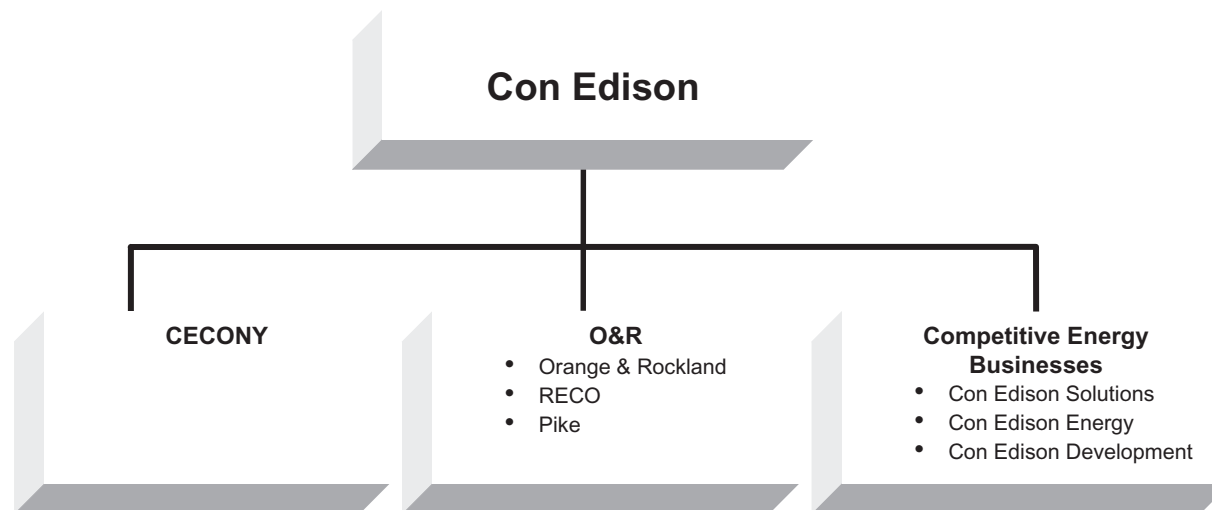 Con Edison
CECONY
O&R
• Orange & Rockland
• RECO
• Pike
Competitive Energy
Businesses
• Con Edison Solutions
• Con Edison Energy
• Con Edison Development